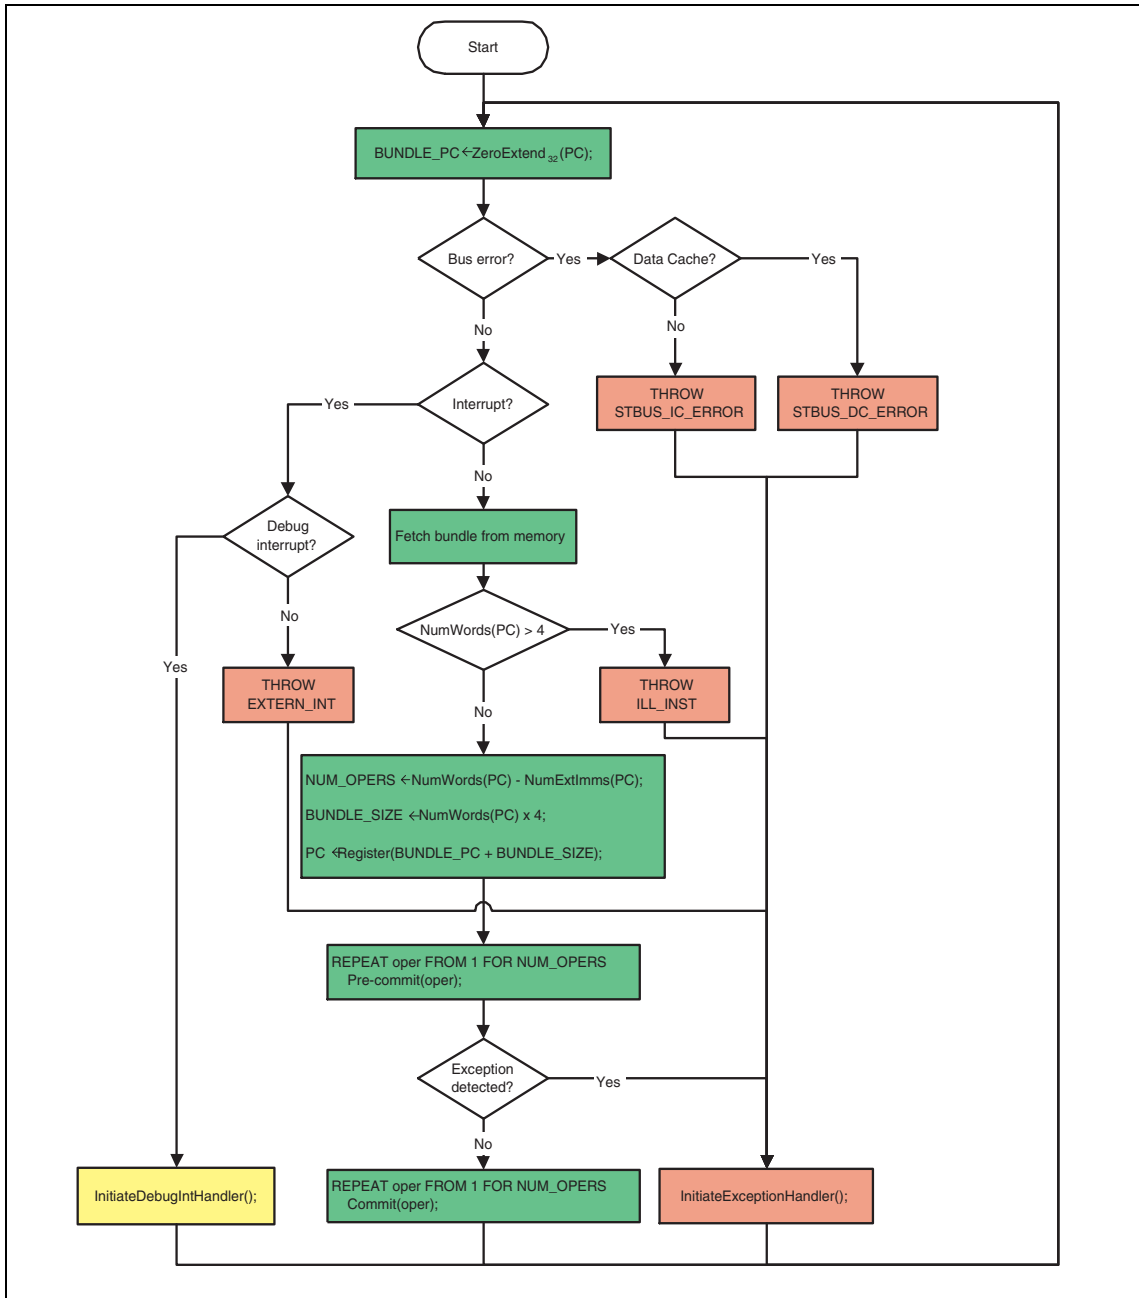 Start
BUNDLE_PC←ZeroExtend32(PC);
Bus error?
Yes
Data Cache?
Yes
No
No
THROW
STBUS_IC_ERROR
THROW
STBUS_DC_ERROR
Yes
Interrupt?
No
Debug
interrupt?
Fetch bundle from memory
No
NumWords(PC) > 4
Yes
Yes
THROW
EXTERN_INT
THROW
ILL_INST
No
NUM_OPERS ←NumWords(PC) - NumExtImms(PC);
BUNDLE_SIZE ←NumWords(PC) x 4;
PC ←Register(BUNDLE_PC + BUNDLE_SIZE);
REPEAT oper FROM 1 FOR NUM_OPERS
Pre-commit(oper);
Exception
detected?
Yes
No
InitiateDebugIntHandler();
REPEAT oper FROM 1 FOR NUM_OPERS
Commit(oper);
InitiateExceptionHandler();